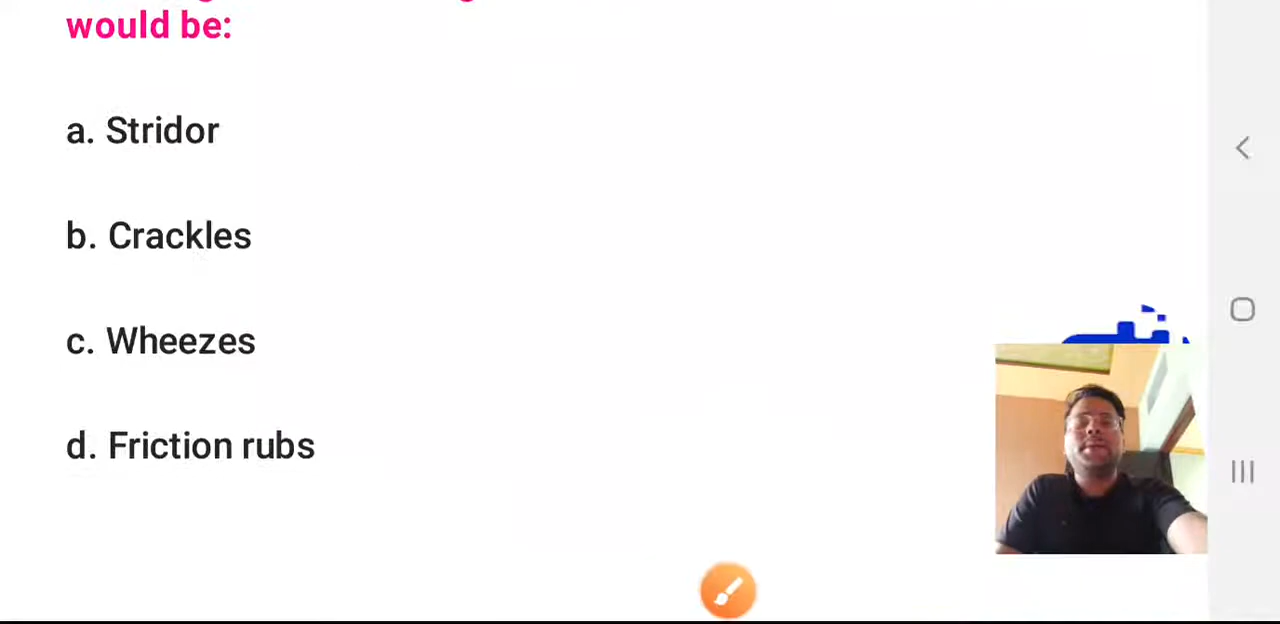 would be:
a. Stridor
b. Crackles
c. Wheezes
d. Friction rubs